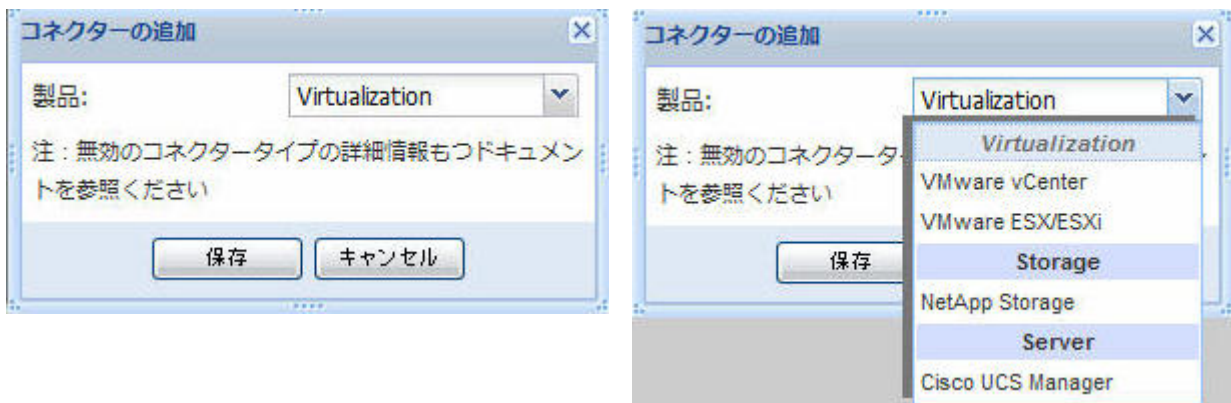 コネクターの追加
製品: Virtualization
注：無効のコネクタータイプの詳細情報もつドキュメン
トを参照ください
保存 キャンセル
コネクターの追加
製品: Virtualization
Virtualization
注：無効のコネクター
VMware vCenter
トを参照ください
VMware ESX/ESXi
保存
Storage
NetApp Storage
Server
Cisco UCS Manager